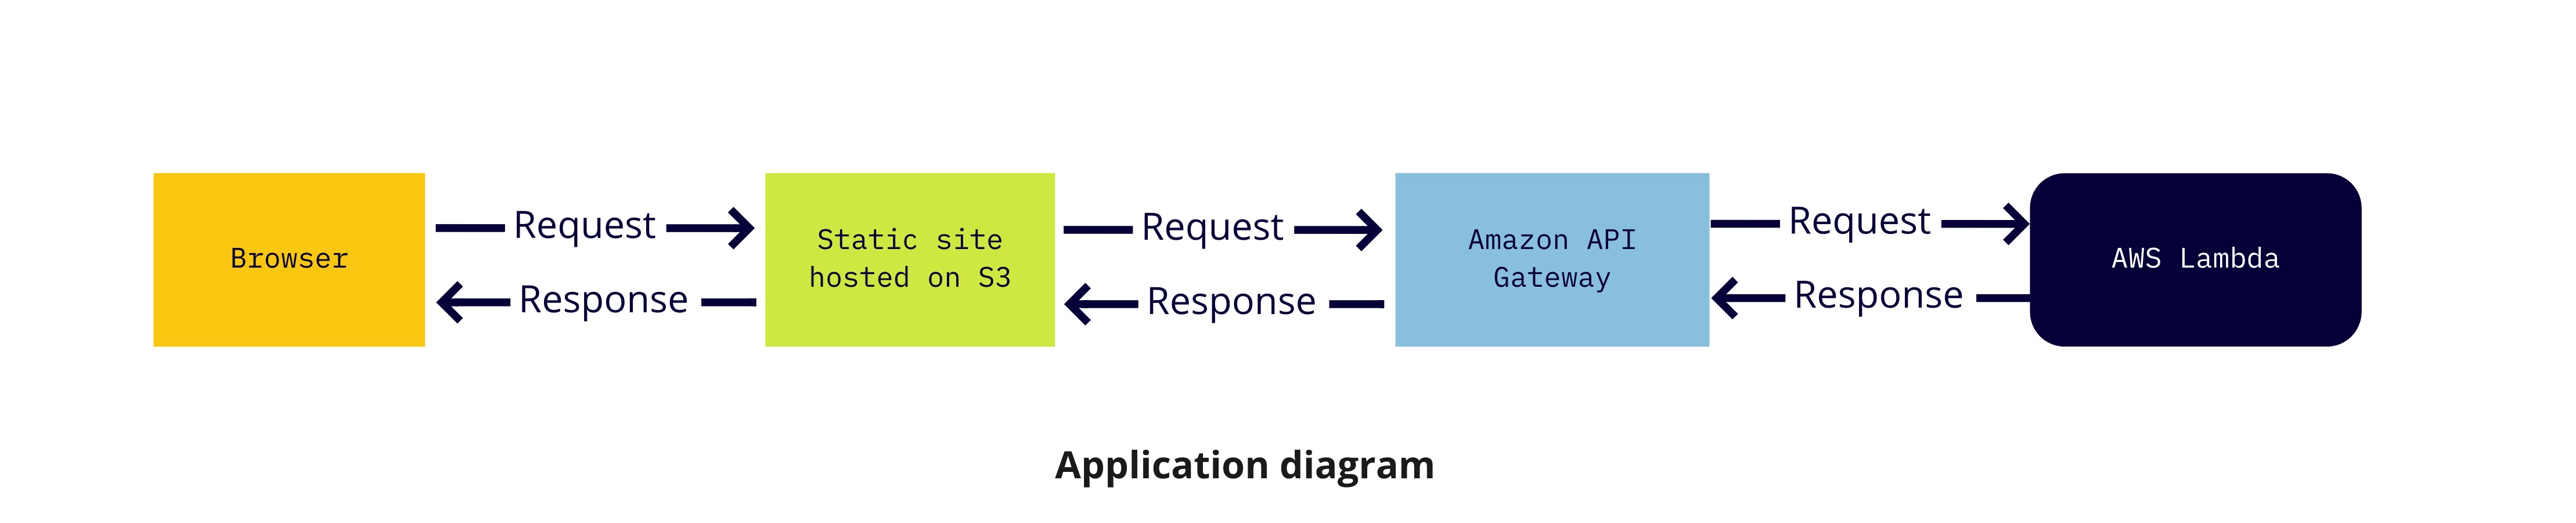 Browser
Request
Response
Static site
hosted on S3
Request
Response
Amazon API
Gateway
Request
Response
AWS Lambda
Application diagram